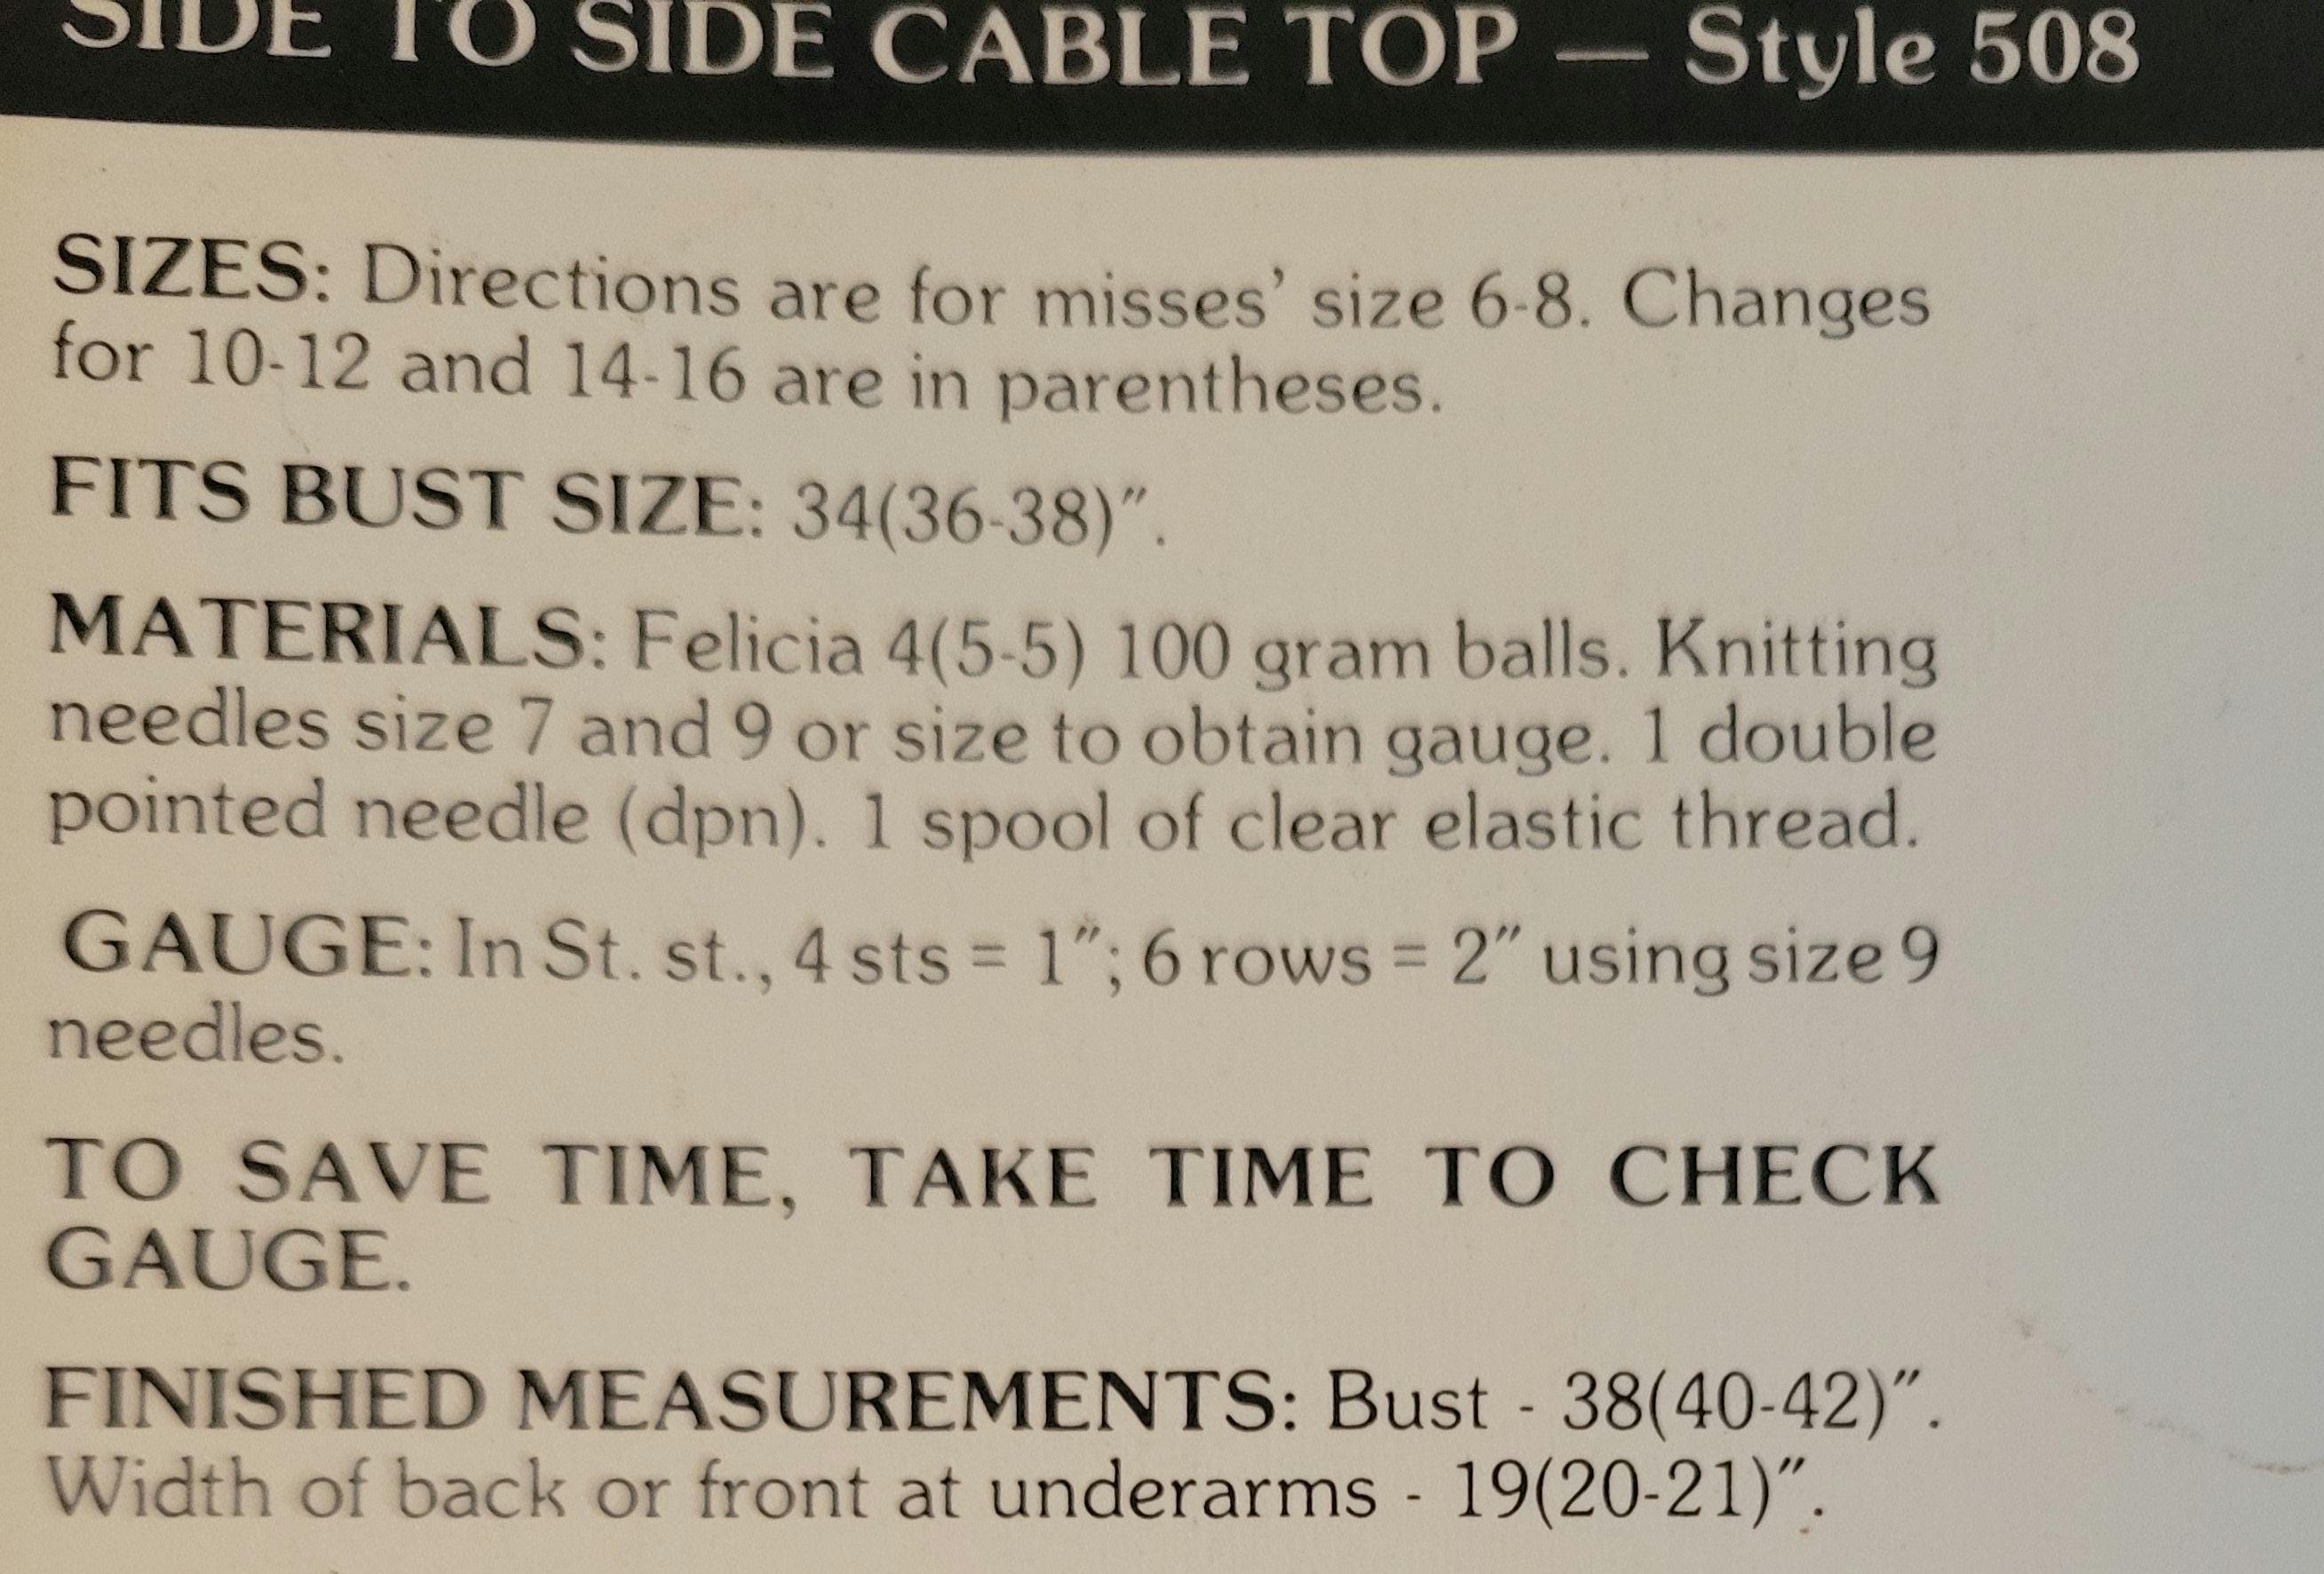 SIDE TO SIDE CABLE TOP — Style 508
SIZES: Directions are for misses’ size 6-8. Changes
for 10-12 and 14-16 are in parentheses.
FITS BUST SIZE: 34(36-38)″.
MATERIALS: Felicia 4(5-5) 100 gram balls. Knitting
needles size 7 and 9 or size to obtain gauge. 1 double
pointed needle (dpn). 1 spool of clear elastic thread.
GAUGE: In St. st., 4 sts = 1″; 6 rows = 2″ using size 9
needles.
TO SAVE TIME, TAKE TIME TO CHECK
GAUGE.
FINISHED MEASUREMENTS: Bust - 38(40-42)″.
Width of back or front at underarms - 19(20-21)″.